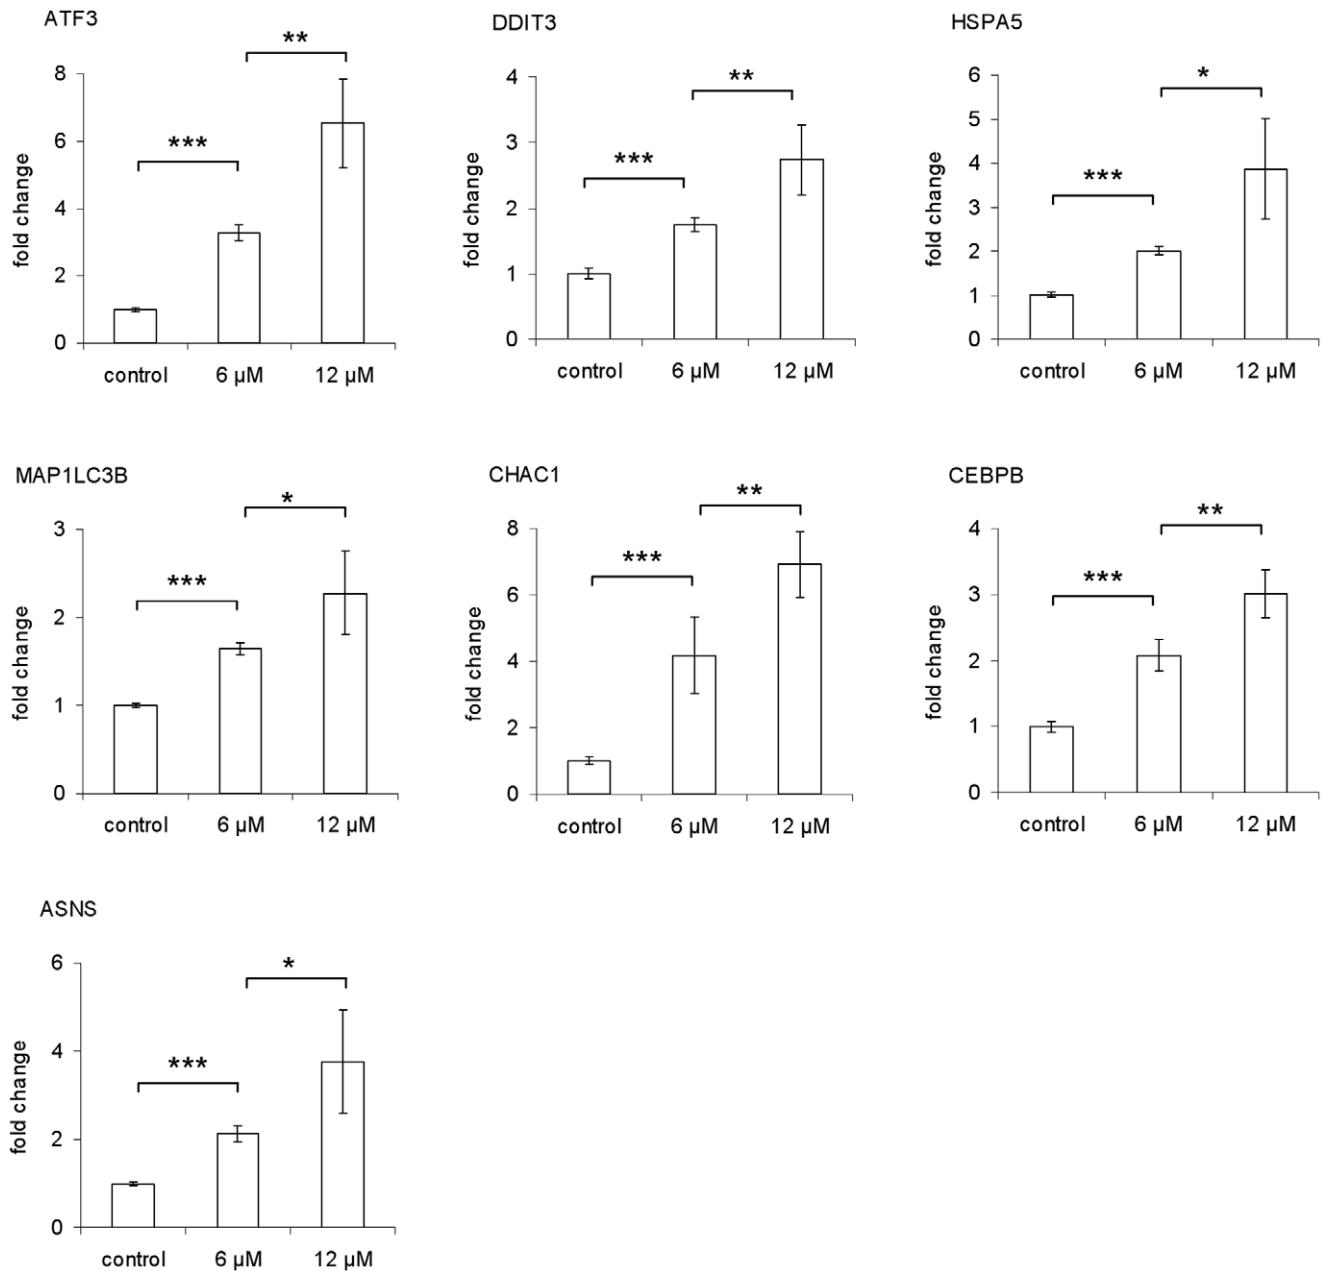 ATF3
**
***
8
6
4
2
0
fold change
control 6 µM 12 µM
DDIT3
**
***
4
3
2
1
0
fold change
control 6 µM 12 µM
HSPA5
*
***
6
5
4
3
2
1
0
fold change
control 6 µM 12 µM
MAP1LC3B
*
***
3
2
1
0
fold change
control 6 µM 12 µM
CHAC1
**
***
8
6
4
2
0
fold change
control 6 µM 12 µM
CEBPB
**
***
4
3
2
1
0
fold change
control 6 µM 12 µM
ASNS
*
***
6
4
2
0
fold change
control 6 µM 12 µM